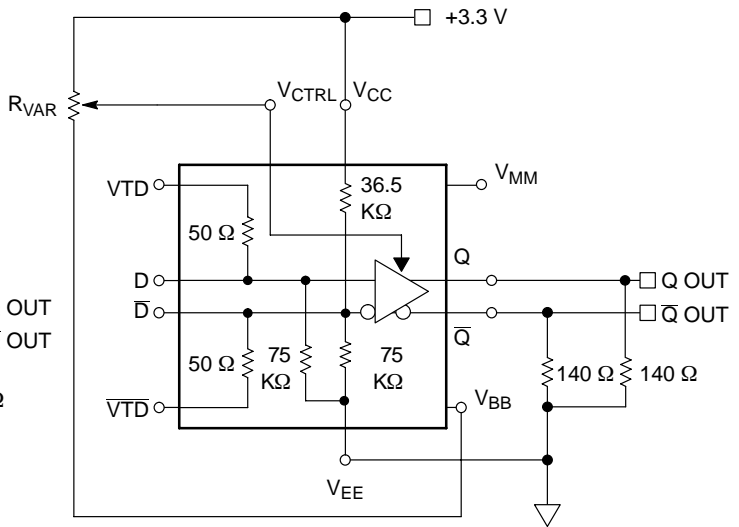 +3.3 V
R_VAR
V_CTRL
V_CC
VTD
36.5
KΩ
V_MM
50 Ω
D
Q
Q OUT
D̅
Q̅ OUT
OUT
OUT
Q̅
50 Ω
75
KΩ
75
KΩ
140 Ω
140 Ω
Ω
V̅T̅D̅
V_BB
V_EE